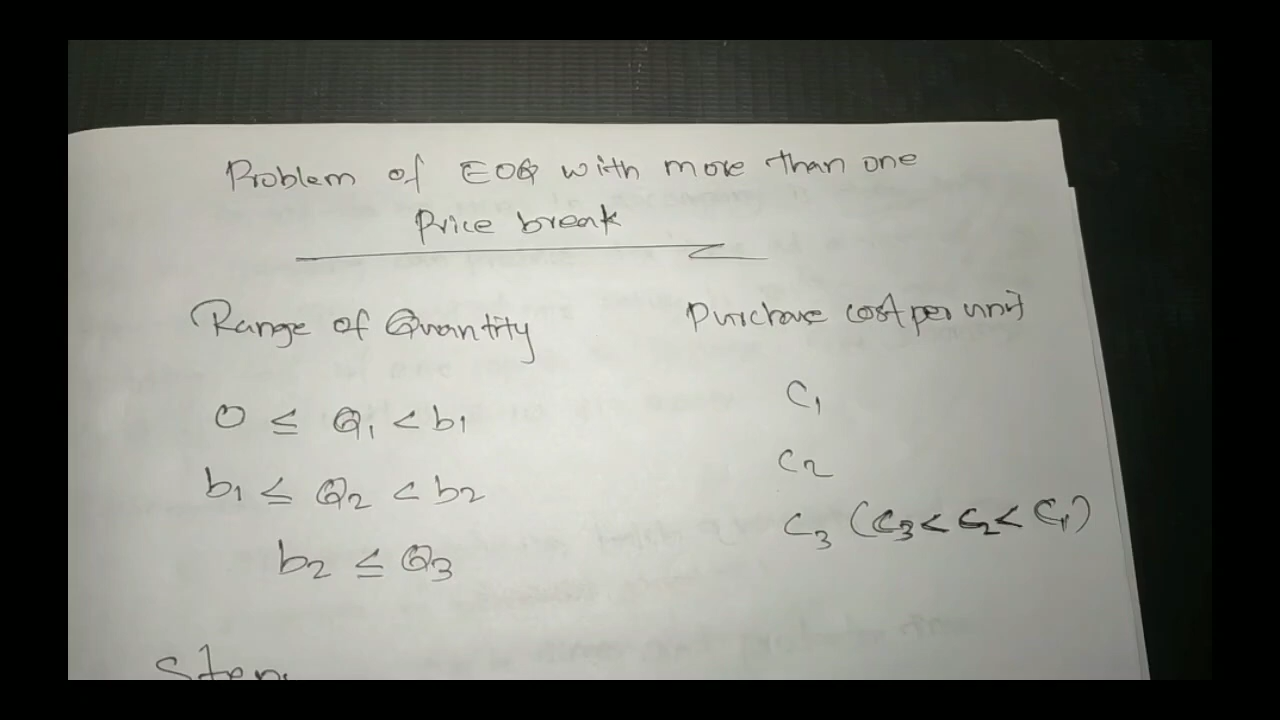 Problem of EOQ with more than one
Price break
Range of Quantity Purchase cost per unit
0 ≤ Q1 < b1 C1
b1 ≤ Q2 < b2 C2
b2 ≤ Q3 C3 (C3 < C2 < C1)
Step